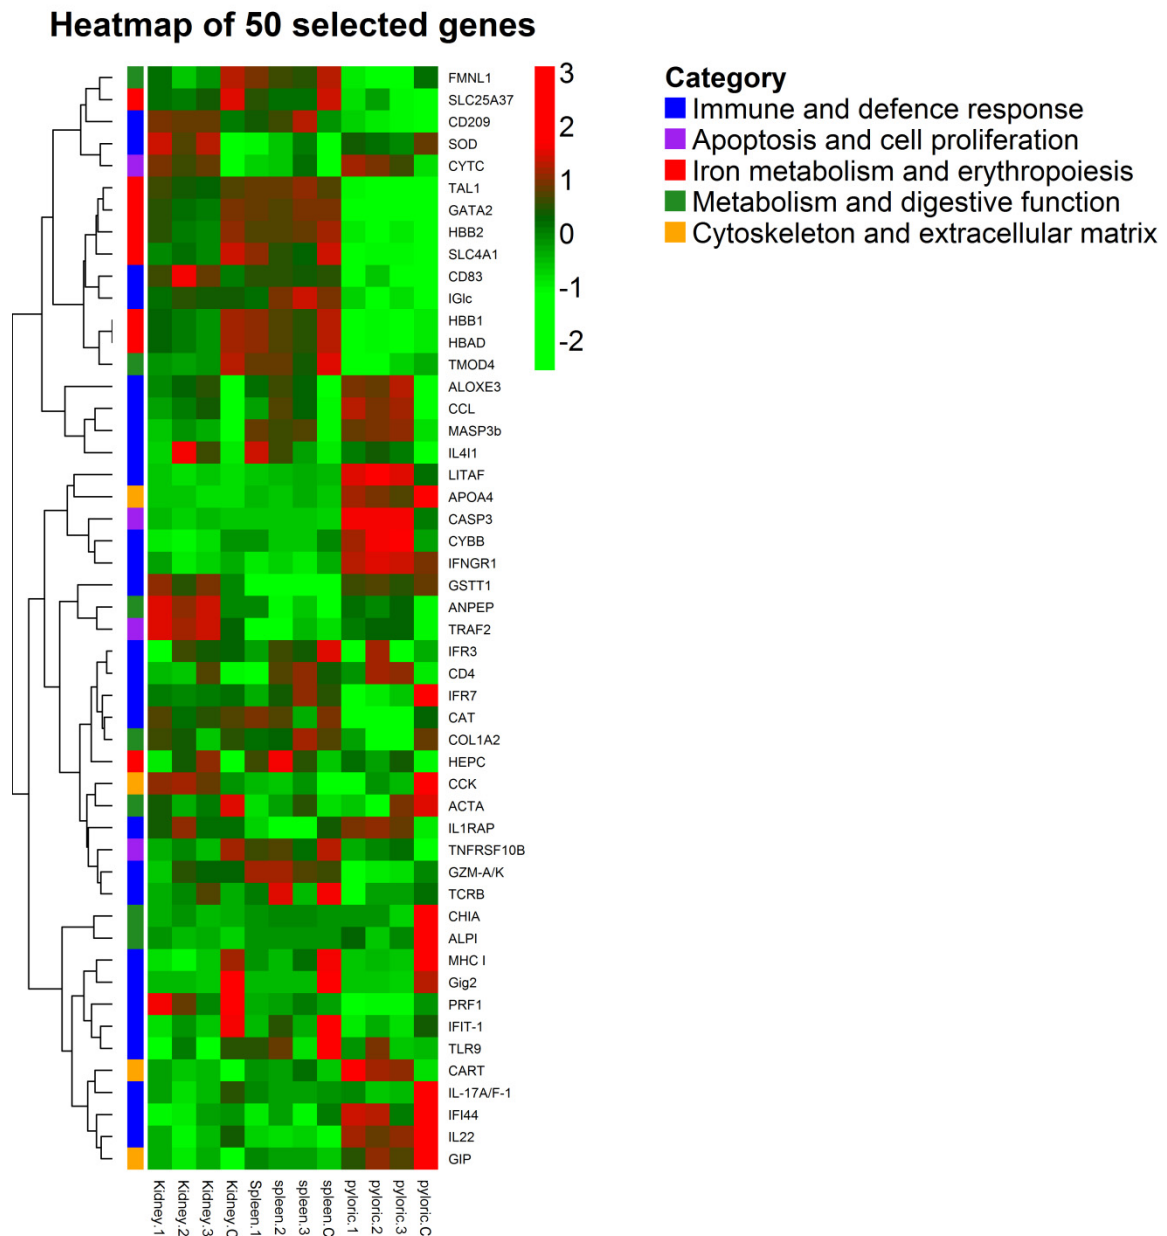 Heatmap of 50 selected genes
3
2
1
0
-1
-2
Category
Immune and defence response
Apoptosis and cell proliferation
Iron metabolism and erythropoiesis
Metabolism and digestive function
Cytoskeleton and extracellular matrix
FMNL1
SLC25A37
CD209
SOD
CYTC
TAL1
GATA2
HBB2
SLC4A1
CD83
IGlc
HBB1
HBAD
TMOD4
ALOXE3
CCL
MASP3b
IL4I1
LITAF
APOA4
CASP3
CYBB
IFNGR1
GSTT1
ANPEP
TRAF2
IFR3
CD4
IFR7
CAT
COL1A2
HEPC
CCK
ACTA
IL1RAP
TNFRSF10B
GZM-A/K
TCRB
CHIA
ALPI
MHC I
Gig2
PRF1
IFIT-1
TLR9
CART
IL-17A/F-1
IFI44
IL22
GIP
Kidney.1
Kidney.2
Kidney.3
Kidney.C
Spleen.1
spleen.2
spleen.3
spleen.C
pyloric.1
pyloric.2
pyloric.3
pyloric.C